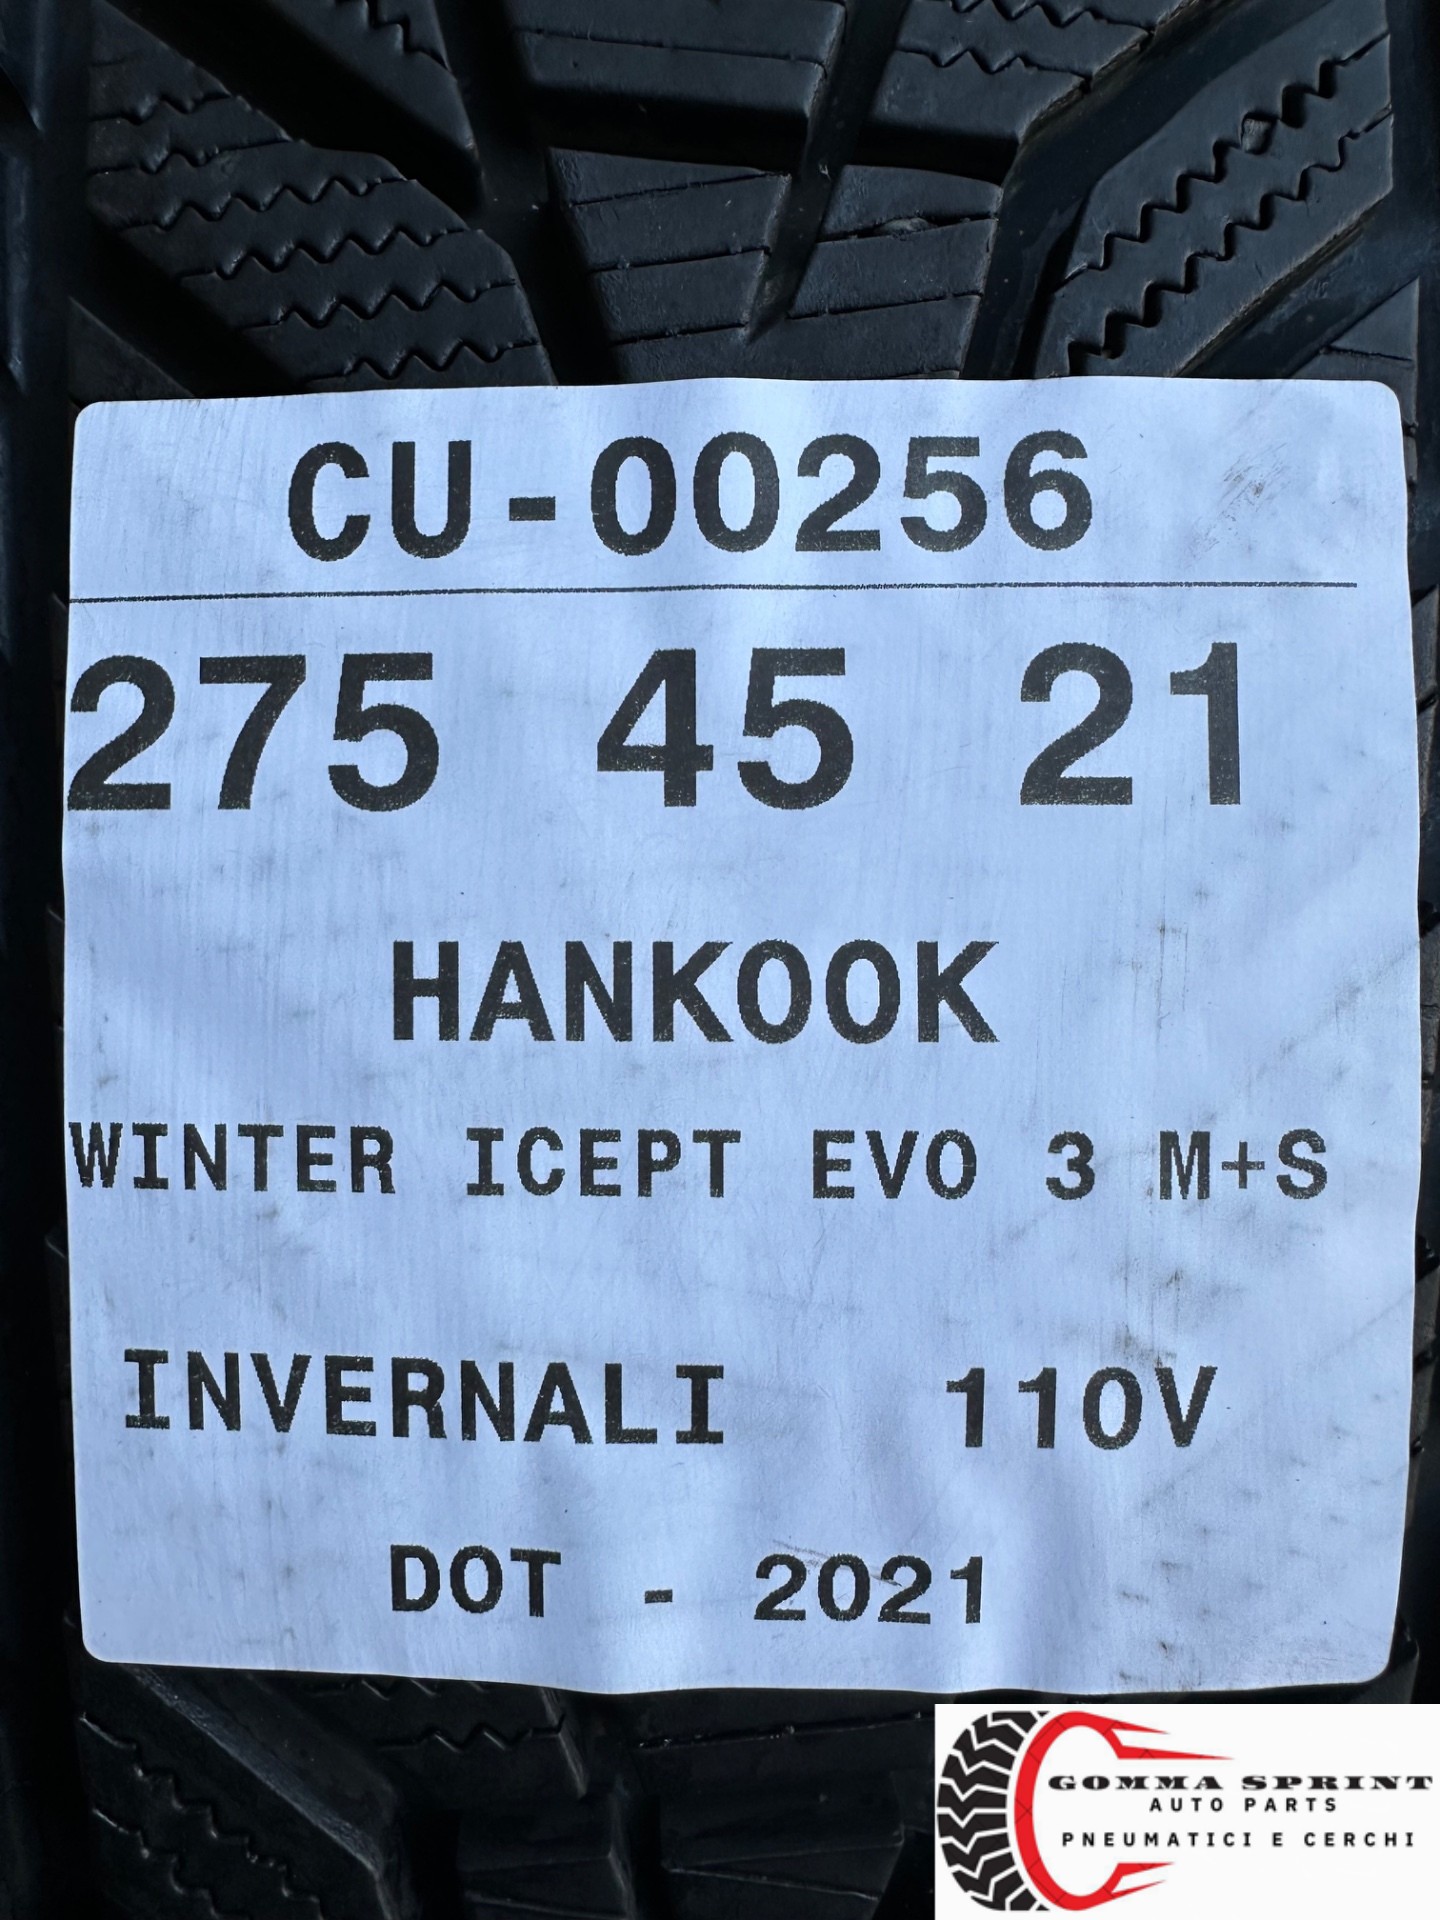 CU-00256
275 45 21
HANKOOK
WINTER ICEPT EVO 3 M+S
INVERNALI 110V
DOT - 2021
GOMMA SPRINT
AUTO PARTS
PNEUMATICI E CERCHI